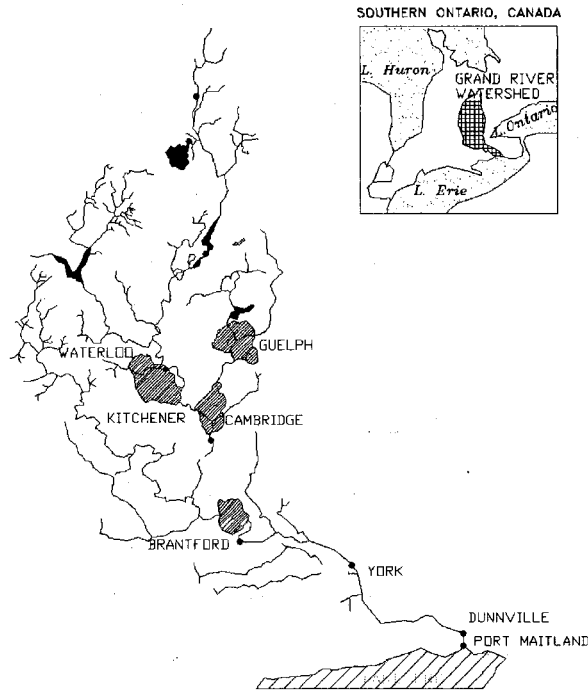 SOUTHERN ONTARIO, CANADA
L. Huron
GRAND RIVER
WATERSHED
L. Ontario
L. Erie
WATERLOO
GUELPH
KITCHENER
CAMBRIDGE
BRANTFORD
YORK
DUNNVILLE
PORT MAITLAND